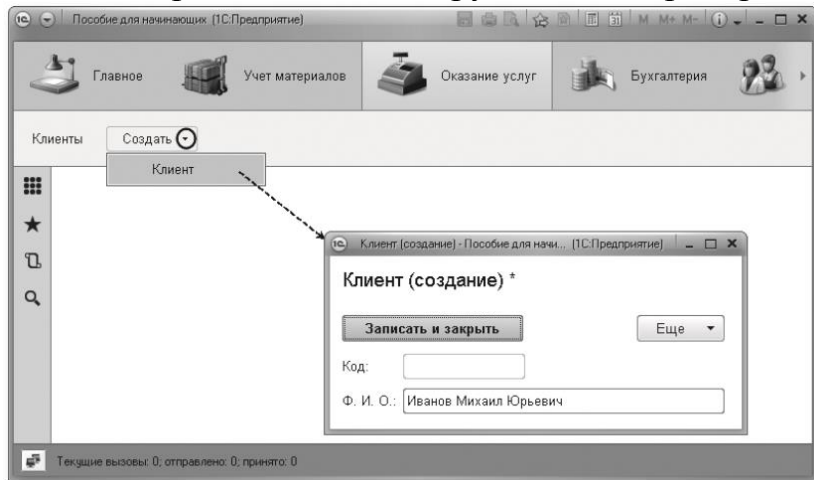 Пособие для начинающих (1С:Предприятие)
M M+ M-
Главное
Учет материалов
Оказание услуг
Бухгалтерия
Клиенты
Создать
Клиент
Клиент (создание) - Пособие для начи... (1С:Предприятие)
Клиент (создание) *
Записать и закрыть
Еще
Код:
Ф. И. О.: Иванов Михаил Юрьевич
Текущие вызовы: 0; отправлено: 0; принято: 0